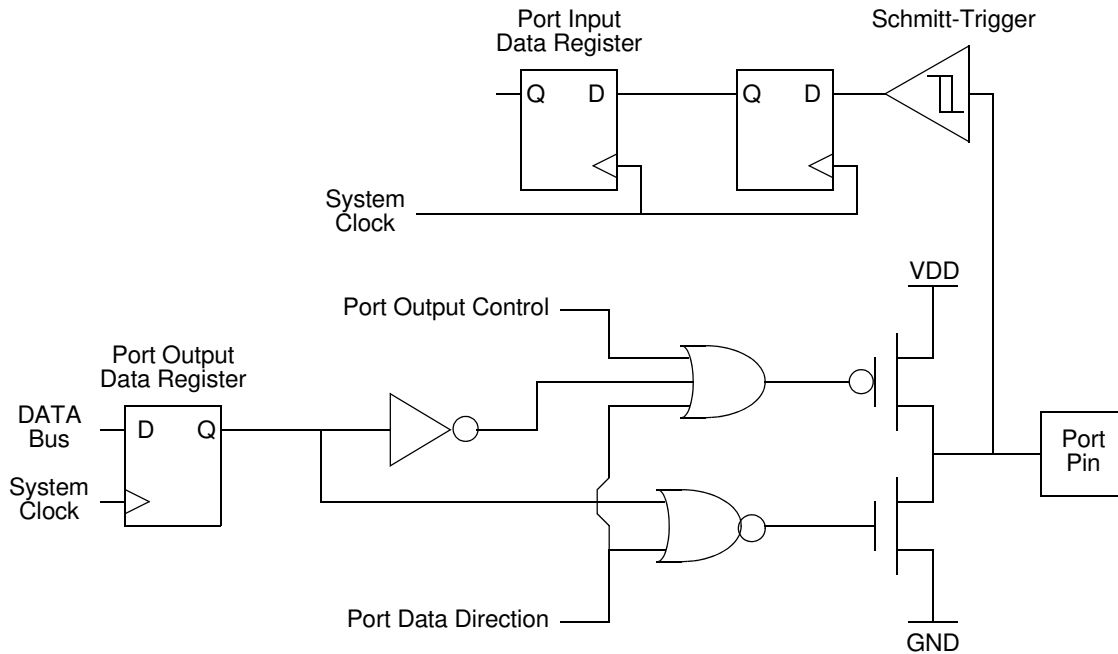 Port Input
Data Register
Schmitt-Trigger
Q
D
Q
D
System
Clock
VDD
Port Output Control
Port Output
Data Register
DATA
Bus
D
Q
System
Clock
Port
Pin
Port Data Direction
GND